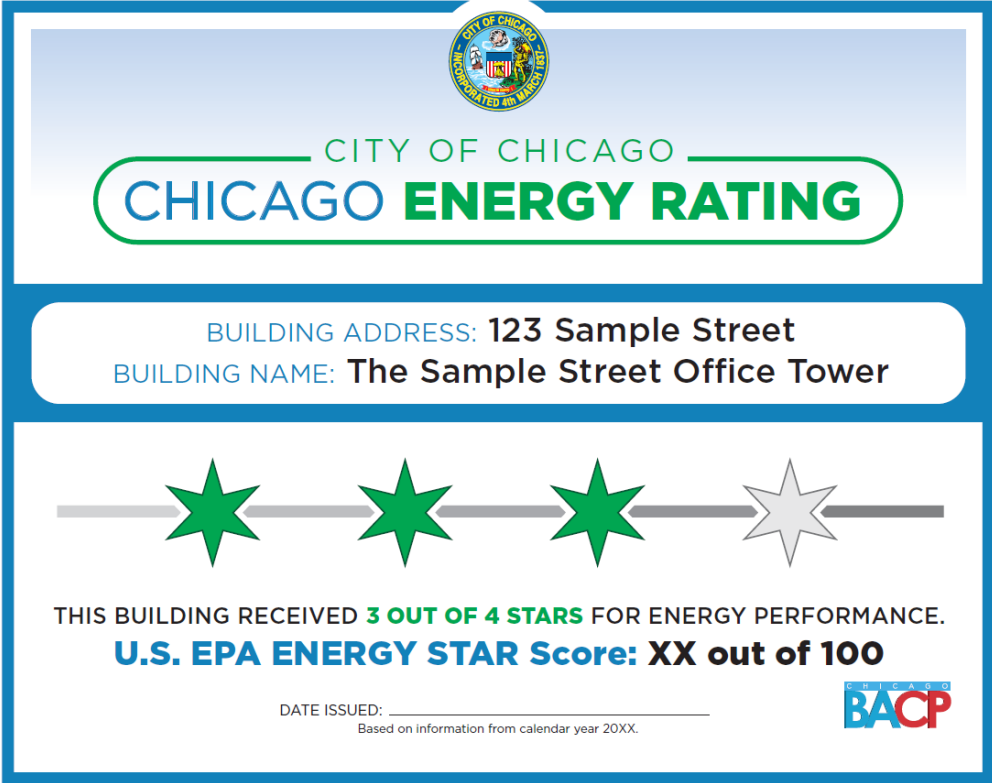 CITY OF CHICAGO
INCORPORATED 4th MARCH 1837
CITY OF CHICAGO
CHICAGO ENERGY RATING
BUILDING ADDRESS: 123 Sample Street
BUILDING NAME: The Sample Street Office Tower
THIS BUILDING RECEIVED 3 OUT OF 4 STARS FOR ENERGY PERFORMANCE.
U.S. EPA ENERGY STAR Score: XX out of 100
DATE ISSUED:
Based on information from calendar year 20XX.
CHICAGO
BACP